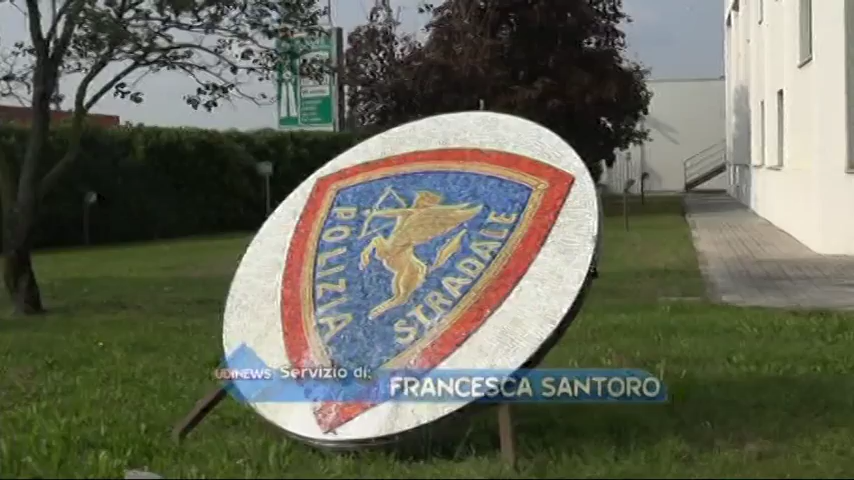 POLIZIA
STRADALE
UDINEWS Servizio di:
FRANCESCA SANTORO